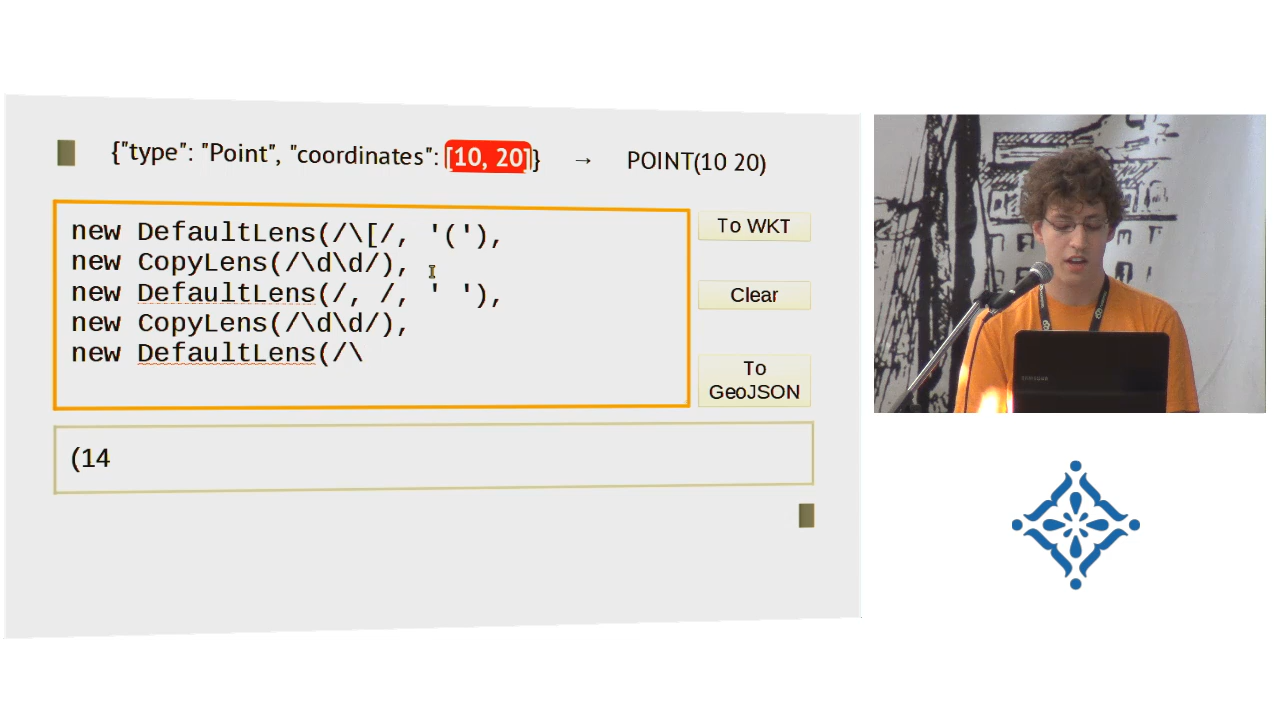 {"type": "Point", "coordinates": [10, 20]} → POINT(10 20)
new DefaultLens(/\[/, '('),
new CopyLens(/\d\d/),
new DefaultLens(/, /, ' '),
new CopyLens(/\d\d/),
new DefaultLens(/\
To WKT
Clear
To
GeoJSON
(14
SAMSUNG